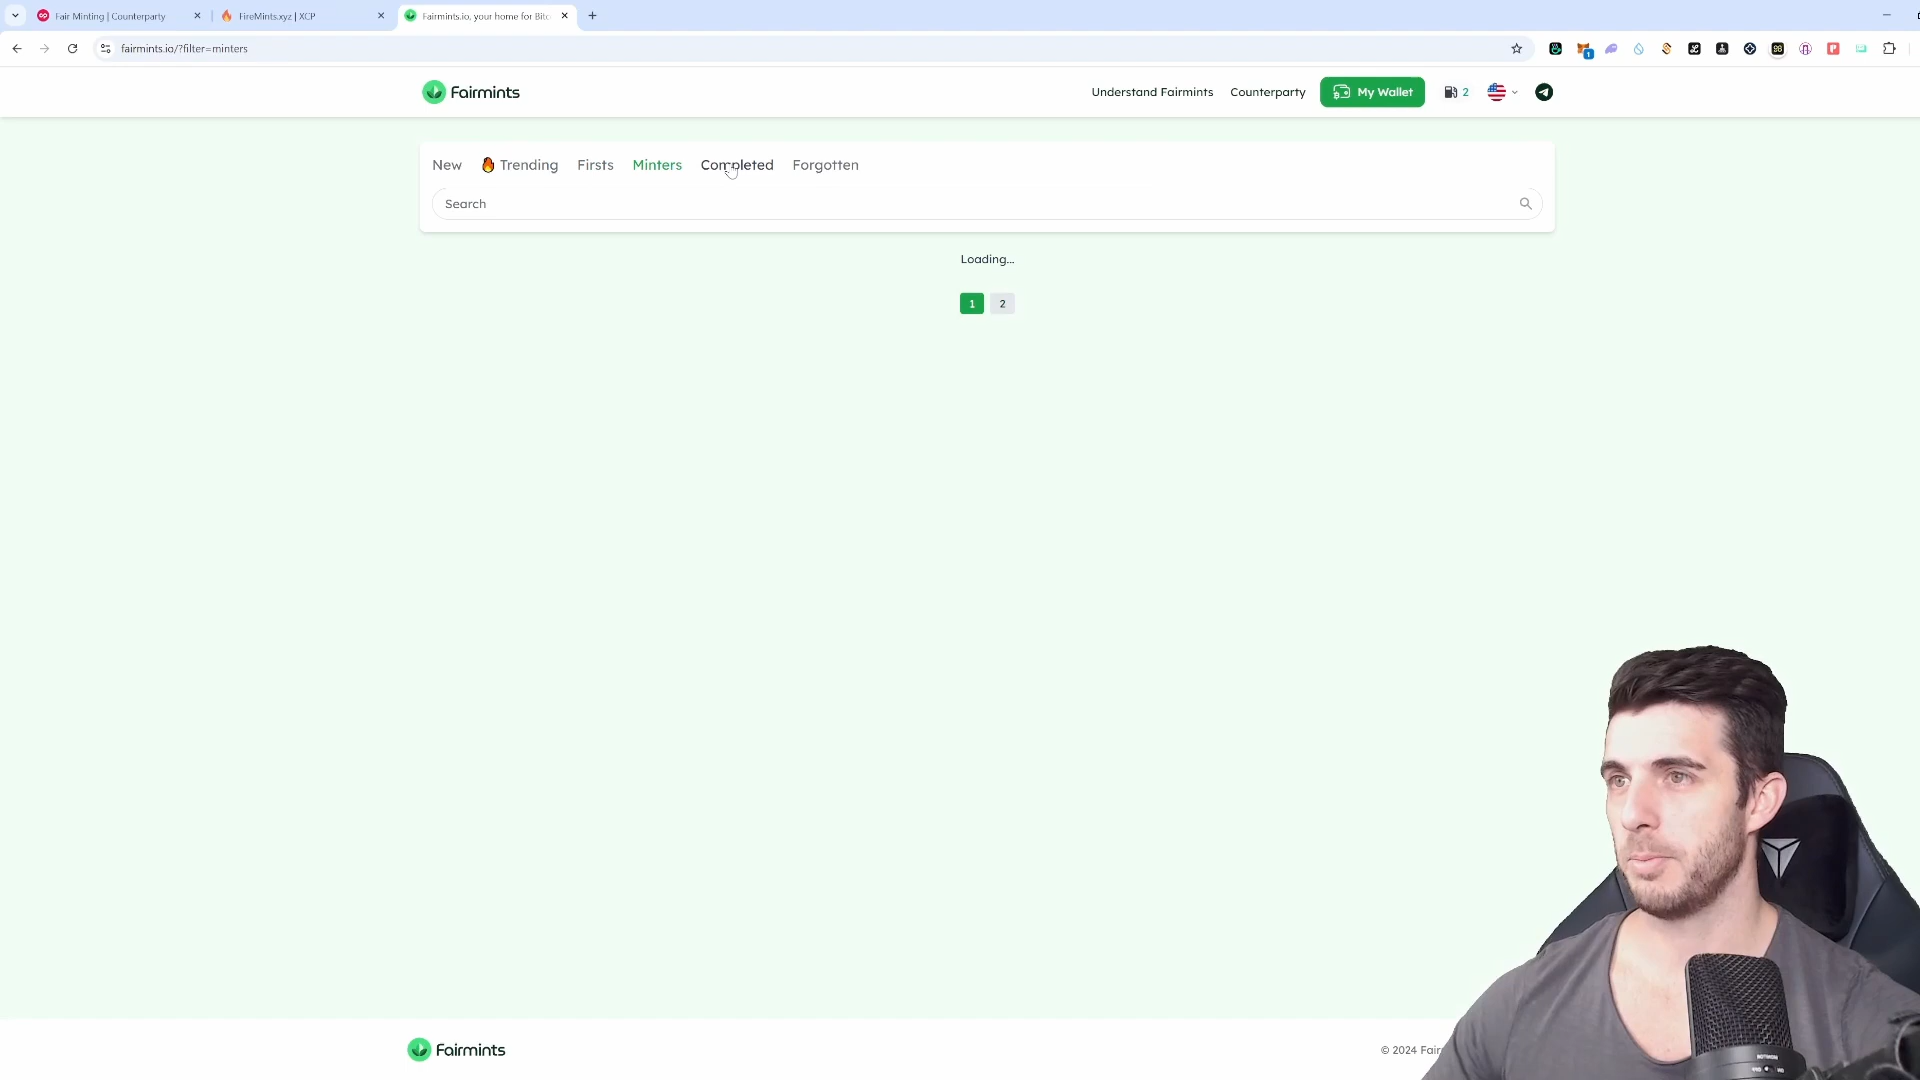 Fair Minting | Counterparty
FireMints.xyz | XCP
Fairmints.io, your home for Bitc
fairmints.io/?filter=minters
1
Fairmints
Understand Fairmints
Counterparty
My Wallet
2
New
Trending
Firsts
Minters
Completed
Forgotten
Search
Loading...
1
2
Fairmints
© 2024 Fair